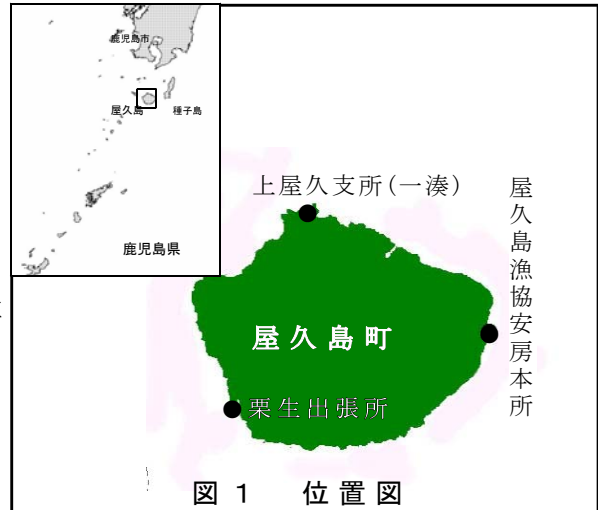 鹿児島市
屋久島
種子島
鹿児島県
上屋久支所(一湊)
屋久島漁協安房本所
屋久島町
栗生出張所
図1 位置図